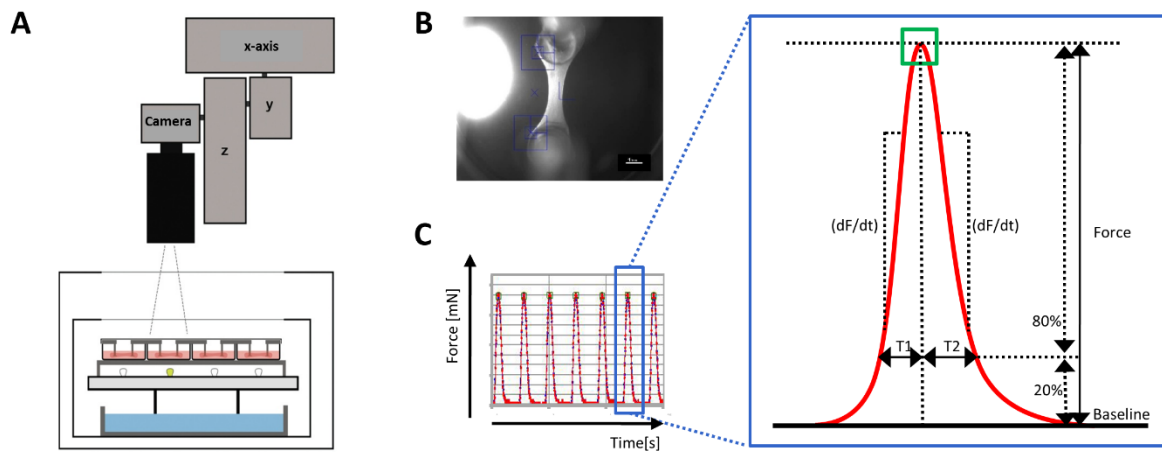 A
x-axis
y
Camera
z
B
C
Force [mN]
Time[s]
(dF/dt)
(dF/dt)
Force
80%
T1
T2
20%
Baseline